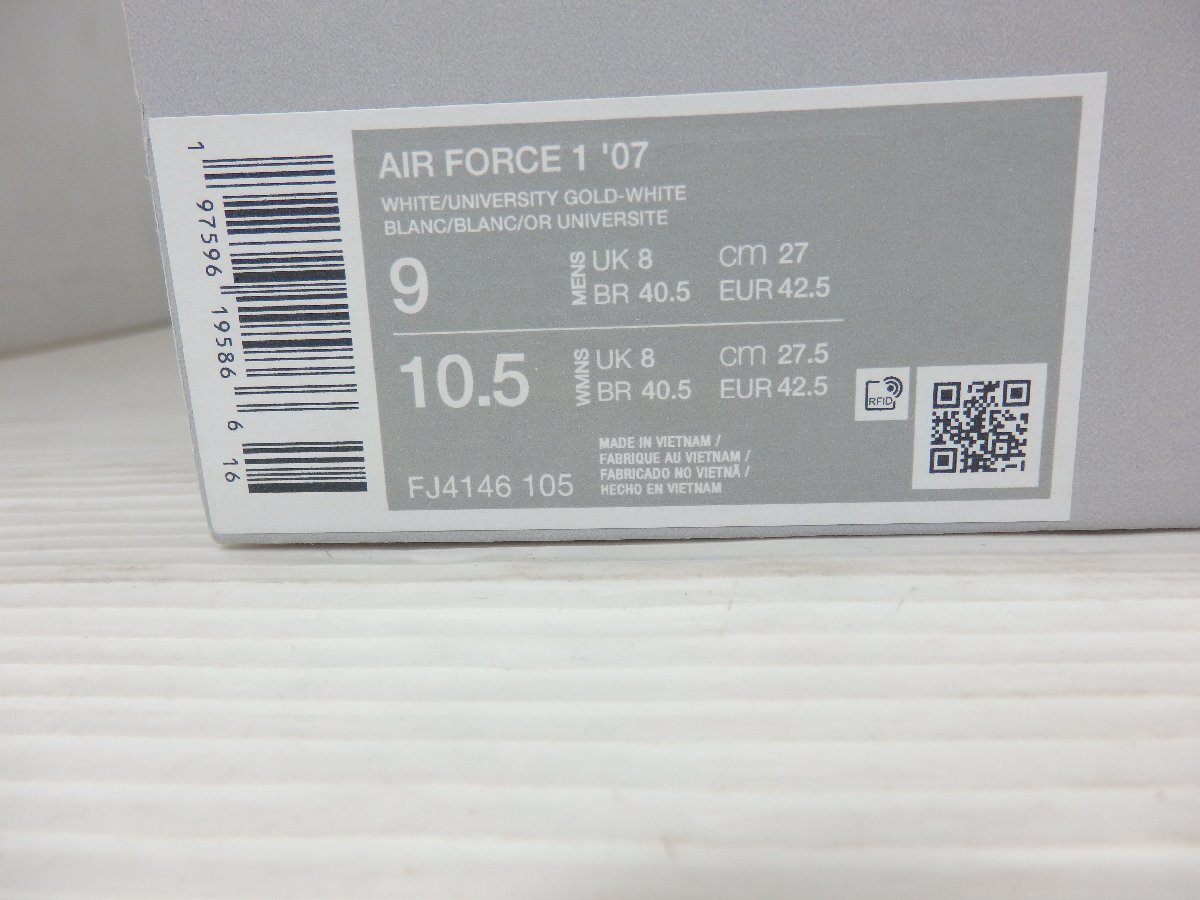 AIR FORCE 1 '07
WHITE/UNIVERSITY GOLD-WHITE
BLANC/BLANC/OR UNIVERSITE
9 MENS UK 8 cm 27
BR 40.5 EUR 42.5
10.5 WMNS UK 8 cm 27.5
BR 40.5 EUR 42.5
RFID
MADE IN VIETNAM /
FABRIQUE AU VIETNAM /
FABRICADO NO VIETNÃ /
HECHO EN VIETNAM
FJ4146 105
1 97596 19586 6 16